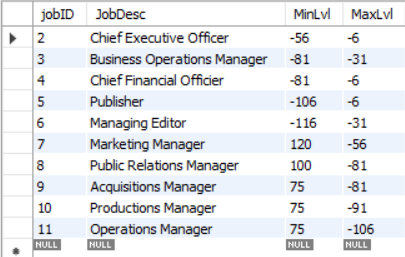 jobID JobDesc MinLvl MaxLvl
2 Chief Executive Officer -56 -6
3 Business Operations Manager -81 -31
4 Chief Financial Officier -81 -6
5 Publisher -106 -6
6 Managing Editor -116 -31
7 Marketing Manager 120 -56
8 Public Relations Manager 100 -81
9 Acquisitions Manager 75 -81
10 Productions Manager 75 -91
11 Operations Manager 75 -106
NULL NULL NULL NULL